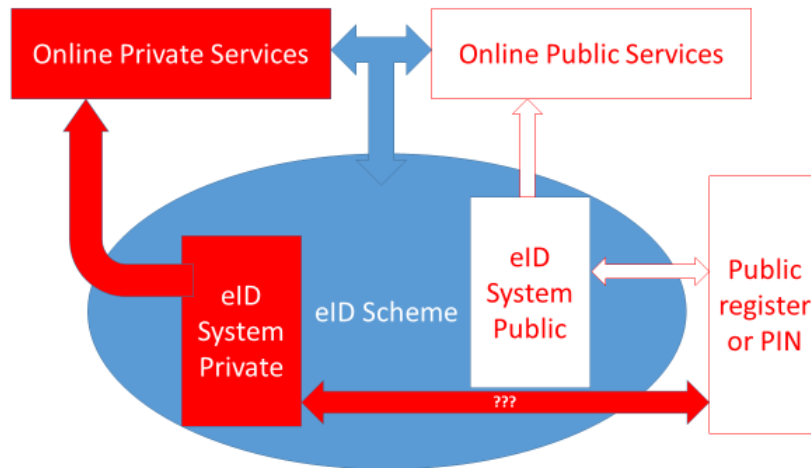 Online Private Services
Online Public Services
eID
System
Private
eID Scheme
eID
System
Public
Public
register
or PIN
???